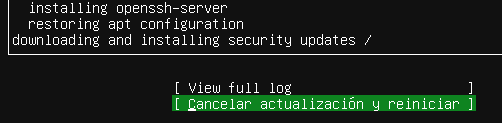 installing openssh-server
restoring apt configuration
downloading and installing security updates /
[ View full log ]
[ Cancelar actualización y reiniciar ]